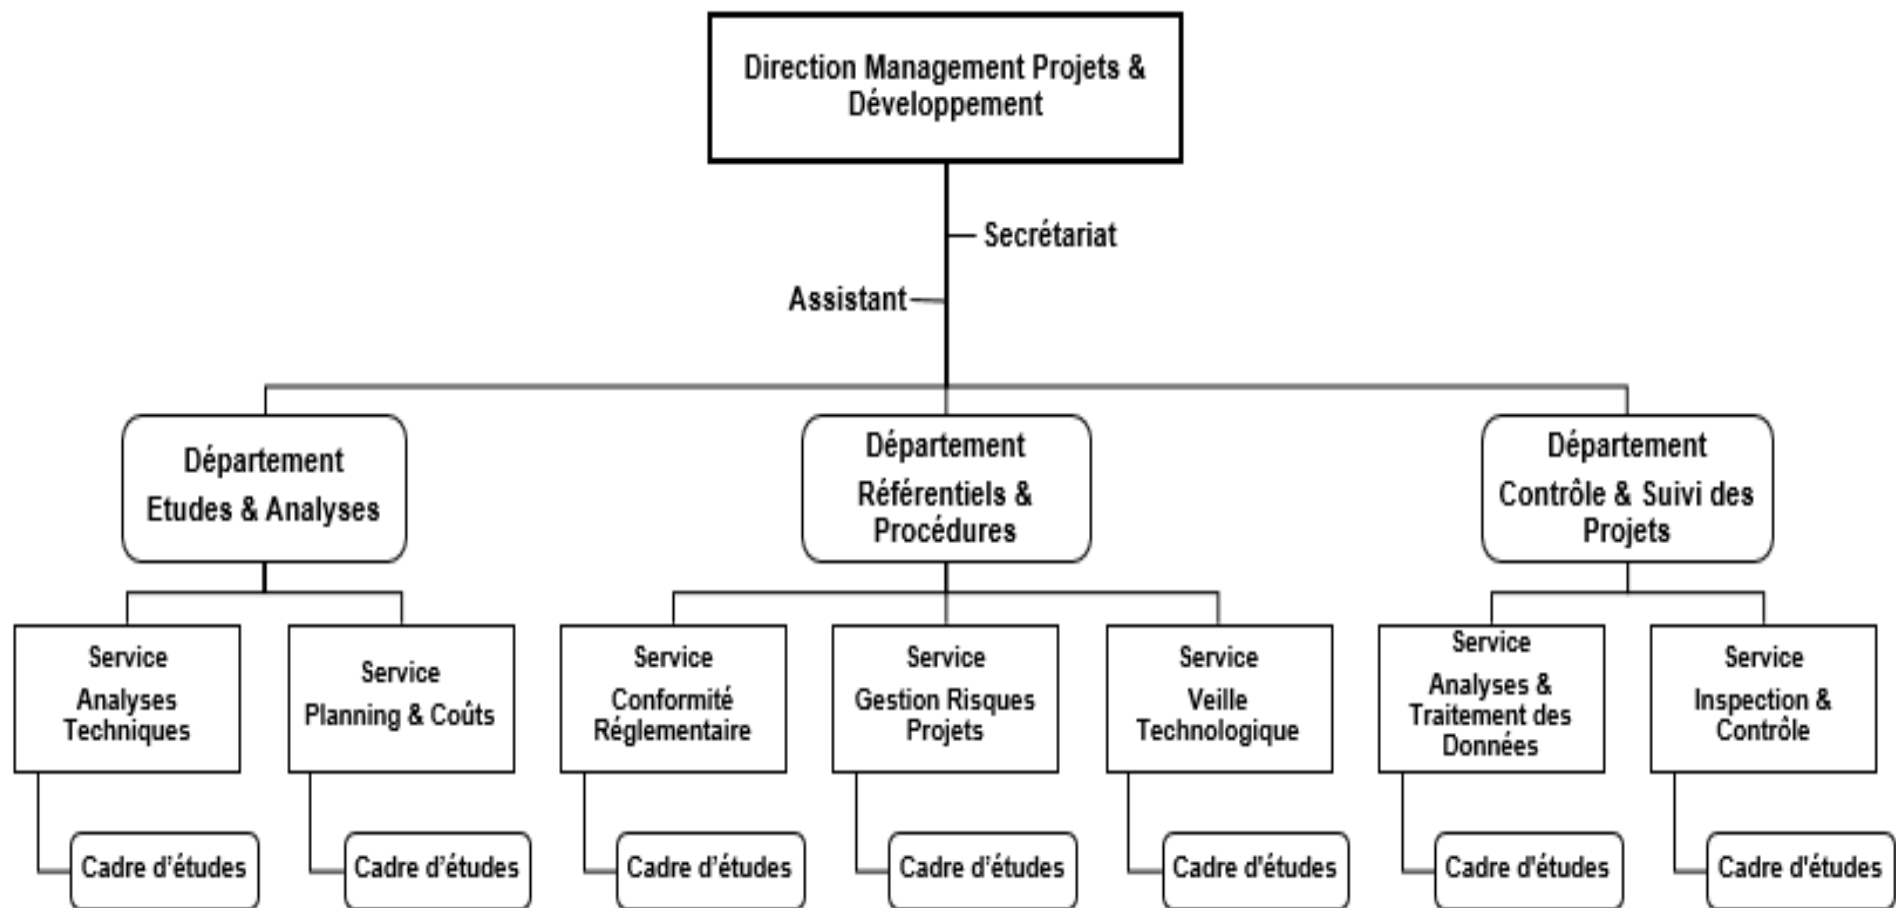 Direction Management Projets &
Développement
Secrétariat
Assistant
Département
Etudes & Analyses
Département
Référentiels &
Procédures
Département
Contrôle & Suivi des
Projets
Service
Analyses
Techniques
Service
Planning & Coûts
Service
Conformité
Réglementaire
Service
Gestion Risques
Projets
Service
Veille
Technologique
Service
Analyses &
Traitement des
Données
Service
Inspection &
Contrôle
Cadre d’études
Cadre d’études
Cadre d’études
Cadre d’études
Cadre d'études
Cadre d'études
Cadre d'études